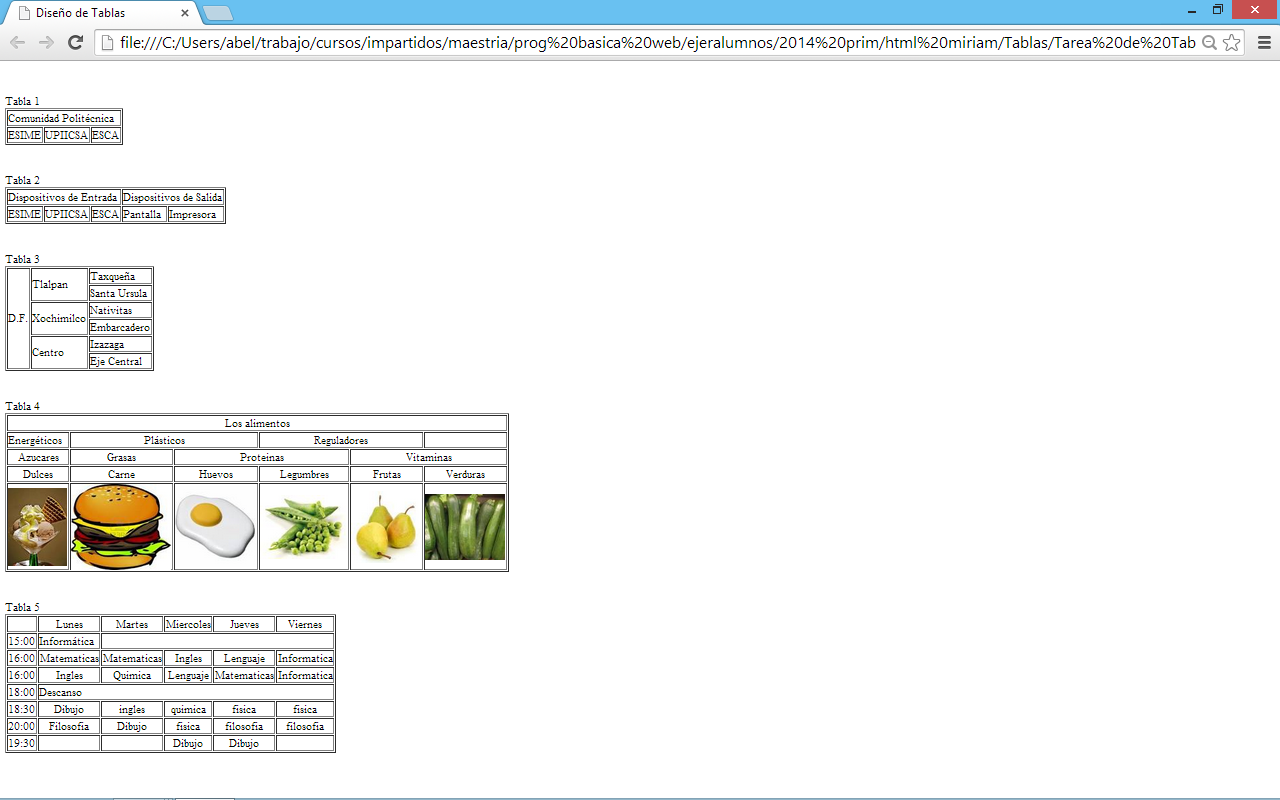 Diseño de Tablas
file:///C:/Users/abel/trabajo/cursos/impartidos/maestria/prog%20basica%20web/ejeralumnos/2014%20prim/html%20miriam/Tablas/Tarea%20de%20Tab
Tabla 1
Comunidad Politécnica
ESIME UPIICSA ESCA
Tabla 2
Dispositivos de Entrada Dispositivos de Salida
ESIME UPIICSA ESCA Pantalla Impresora
Tabla 3
D.F. Tlalpan Taxqueña
Santa Ursula
Xochimilco Nativitas
Embarcadero
Centro Izazaga
Eje Central
Tabla 4
Los alimentos
Energéticos Plásticos Reguladores
Azucares Grasas Proteinas Vitaminas
Dulces Carne Huevos Legumbres Frutas Verduras
Tabla 5
Lunes Martes Miercoles Jueves Viernes
15:00 Informática
16:00 Matematicas Matematicas Ingles Lenguaje Informatica
16:00 Ingles Quimica Lenguaje Matematicas Informatica
18:00 Descanso
18:30 Dibujo ingles quimica fisica fisica
20:00 Filosofia Dibujo fisica filosofia filosofia
19:30 Dibujo Dibujo